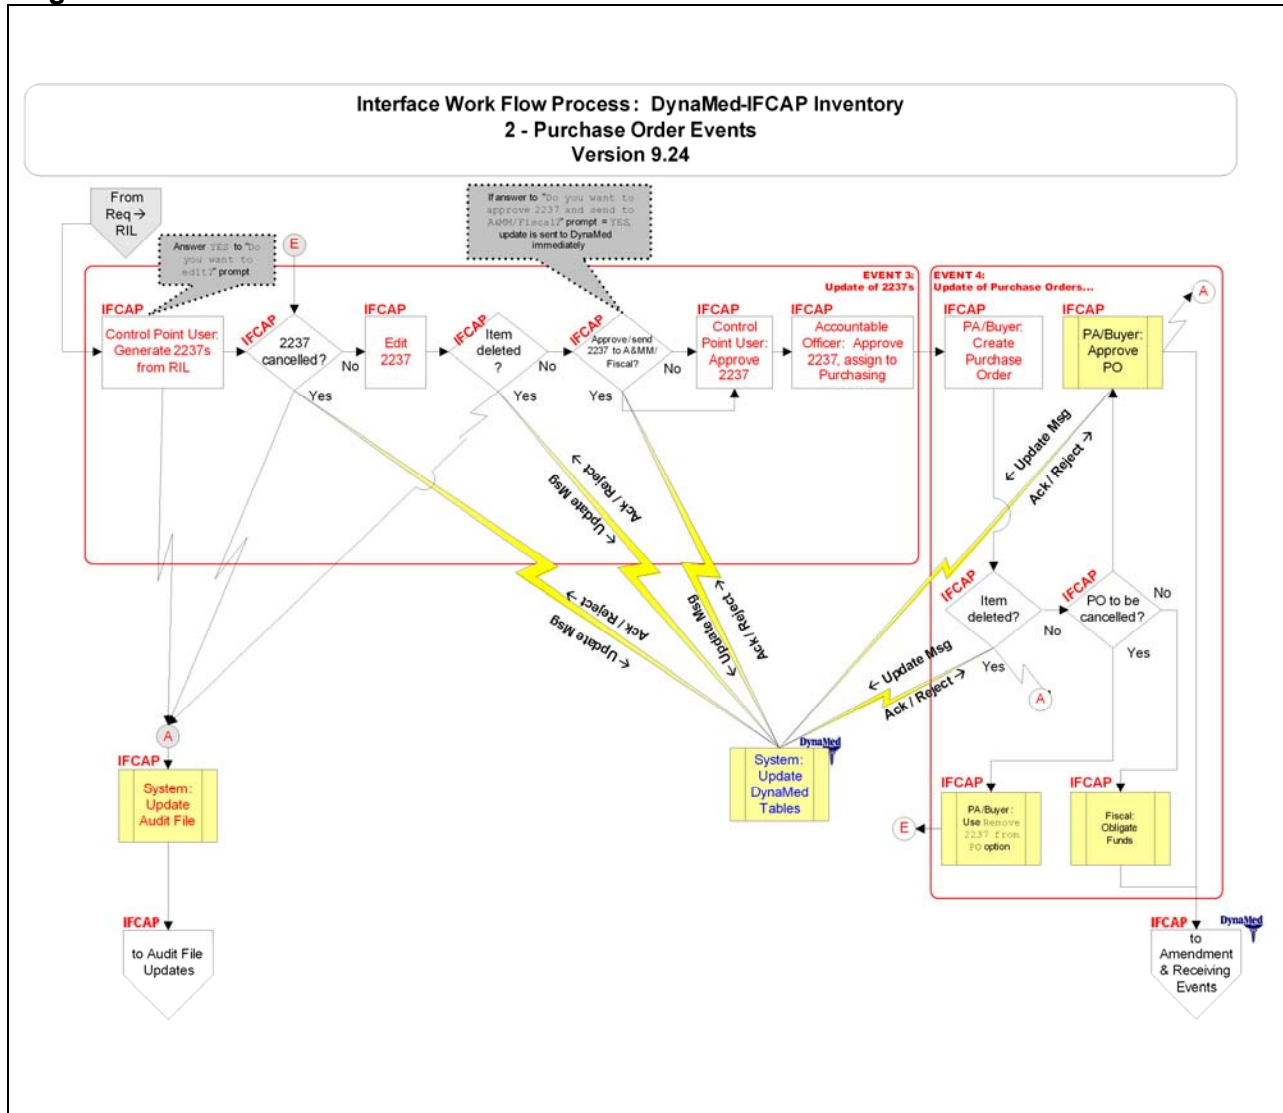 Interface Work Flow Process: DynaMed-IFCAP Inventory
2 - Purchase Order Events
Version 9.24
From
Req →
RIL
Answer YES to "Do
you want to
edit?" prompt
E
If answer to "Do you want to
approve 2237 and send to
A&MM/Fiscal?" prompt = YES,
update is sent to DynaMed
immediately
EVENT 3:
Update of 2237s
EVENT 4:
Update of Purchase Orders...
A
IFCAP
Control Point User:
Generate 2237s
from RIL
IFCAP
2237
cancelled?
No
Yes
IFCAP
Edit
2237
IFCAP
Item
deleted
?
No
Yes
IFCAP
Approve/send
2237 to A&MM/
Fiscal?
No
Yes
IFCAP
Control
Point User:
Approve
2237
IFCAP
Accountable
Officer: Approve
2237, assign to
Purchasing
IFCAP
PA/Buyer:
Create
Purchase
Order
IFCAP
PA/Buyer:
Approve
PO
← Update Msg
Ack / Reject →
← Update Msg
Ack / Reject →
← Update Msg
Ack / Reject →
← Update Msg
Ack / Reject →
← Update Msg
Ack / Reject →
IFCAP
Item
deleted?
No
Yes
A
IFCAP
PO to be
cancelled?
No
Yes
A
IFCAP
System:
Update
Audit File
DynaMed
System:
Update
DynaMed
Tables
E
IFCAP
PA/Buyer:
Use Remove
2237 from
PO option
IFCAP
Fiscal:
Obligate
Funds
IFCAP
to Audit File
Updates
IFCAP
DynaMed
to
Amendment
& Receiving
Events